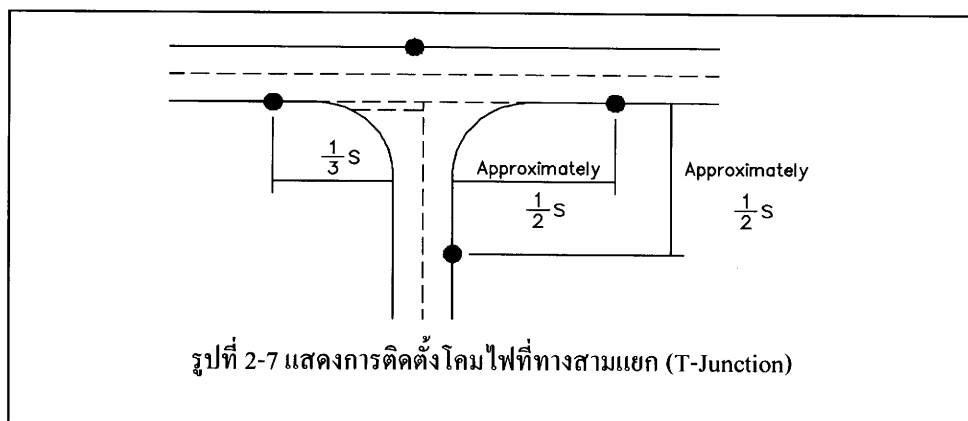 1/3 S
Approximately
1/2 S
Approximately
1/2 S
รูปที่ 2-7 แสดงการติดตั้งโคมไฟที่ทางสามแยก (T-Junction)